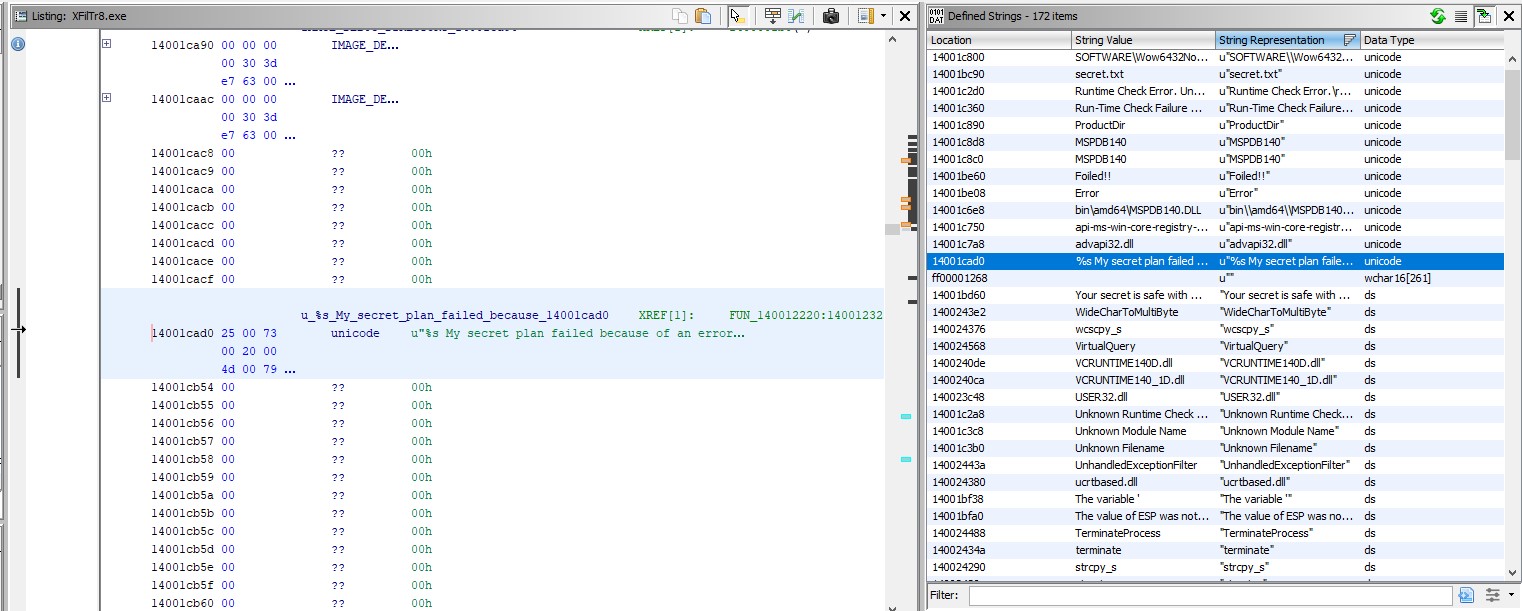 Listing: XFilTr8.exe
14001ca90 00 00 00 IMAGE_DE...
00 30 3d
e7 63 00 ...
14001caac 00 00 00 IMAGE_DE...
00 30 3d
e7 63 00 ...
14001cac8 00 ?? 00h
14001cac9 00 ?? 00h
14001caca 00 ?? 00h
14001cacb 00 ?? 00h
14001cacc 00 ?? 00h
14001cacd 00 ?? 00h
14001cace 00 ?? 00h
14001cacf 00 ?? 00h
u_%s_My_secret_plan_failed_because_14001cad0 XREF[1]: FUN_140012220:14001232
14001cad0 25 00 73 unicode u"%s My secret plan failed because of an error...
00 20 00
4d 00 79 ...
14001cb54 00 ?? 00h
14001cb55 00 ?? 00h
14001cb56 00 ?? 00h
14001cb57 00 ?? 00h
14001cb58 00 ?? 00h
14001cb59 00 ?? 00h
14001cb5a 00 ?? 00h
14001cb5b 00 ?? 00h
14001cb5c 00 ?? 00h
14001cb5d 00 ?? 00h
14001cb5e 00 ?? 00h
14001cb5f 00 ?? 00h
14001cb60 00 ?? 00h
Defined Strings - 172 items
Location String Value String Representation Data Type
14001c800 SOFTWARE\Wow6432No... u"SOFTWARE\\Wow6432... unicode
14001bc90 secret.txt u"secret.txt" unicode
14001c2d0 Runtime Check Error. Un... u"Runtime Check Error.\r... unicode
14001c360 Run-Time Check Failure ... u"Run-Time Check Failure... unicode
14001c890 ProductDir u"ProductDir" unicode
14001c8d8 MSPDB140 u"MSPDB140" unicode
14001c8c0 MSPDB140 u"MSPDB140" unicode
14001be60 Foiled!! u"Foiled!!" unicode
14001be08 Error u"Error" unicode
14001c6e8 bin\amd64\MSPDB140.DLL u"bin\\amd64\\MSPDB140... unicode
14001c750 api-ms-win-core-registry-... u"api-ms-win-core-registr... unicode
14001c7a8 advapi32.dll u"advapi32.dll" unicode
14001cad0 %s My secret plan failed ... u"%s My secret plan faile... unicode
ff00001268 u"" wchar16[261]
14001bd60 Your secret is safe with ... "Your secret is safe with ... ds
1400243e2 WideCharToMultiByte "WideCharToMultiByte" ds
140024376 wcscpy_s "wcscpy_s" ds
140024568 VirtualQuery "VirtualQuery" ds
1400240de VCRUNTIME140D.dll "VCRUNTIME140D.dll" ds
1400240ca VCRUNTIME140_1D.dll "VCRUNTIME140_1D.dll" ds
140023c48 USER32.dll "USER32.dll" ds
14001c2a8 Unknown Runtime Check ... "Unknown Runtime Check... ds
14001c3c8 Unknown Module Name "Unknown Module Name" ds
14001c3b0 Unknown Filename "Unknown Filename" ds
14002443a UnhandledExceptionFilter "UnhandledExceptionFilter" ds
140024380 ucrtbased.dll "ucrtbased.dll" ds
14001bf38 The variable ' "The variable '" ds
14001bfa0 The value of ESP was not... "The value of ESP was no... ds
140024488 TerminateProcess "TerminateProcess" ds
14002434a terminate "terminate" ds
140024290 strcpy_s "strcpy_s" ds
Filter: